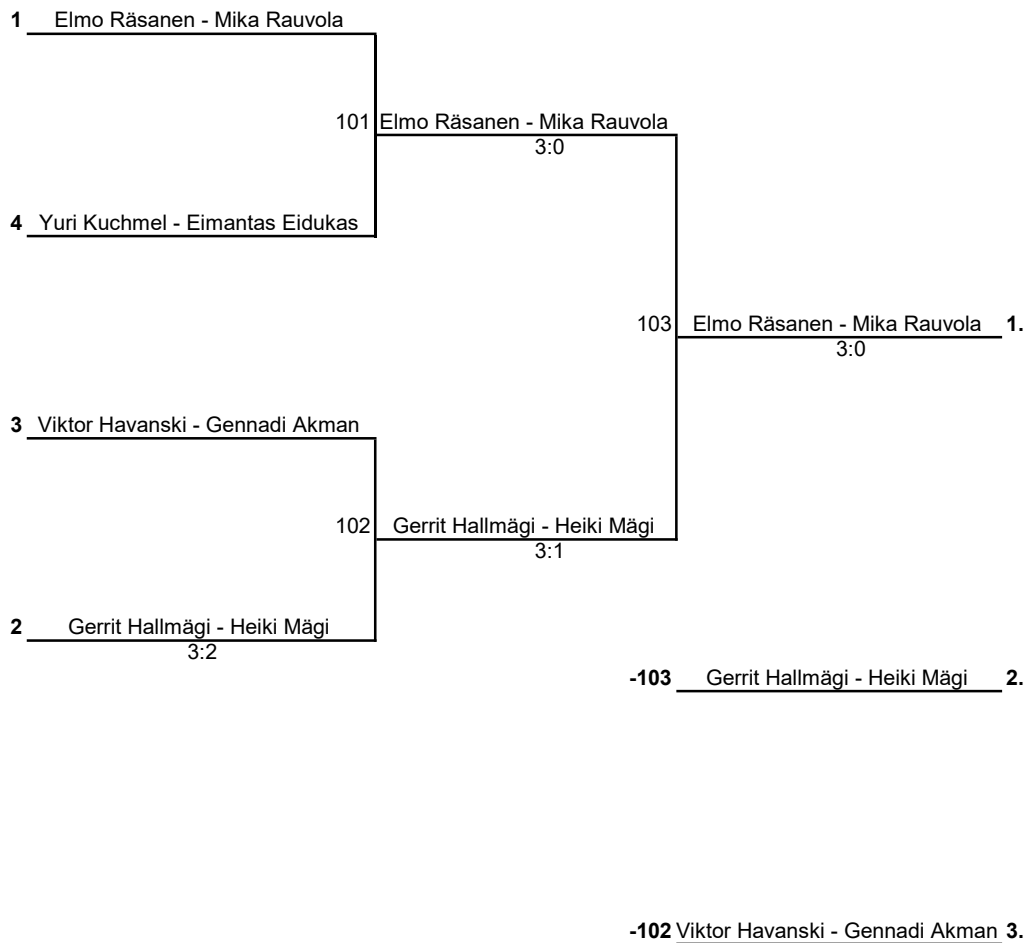 1 Elmo Räsanen - Mika Rauvola
101 Elmo Räsanen - Mika Rauvola
3:0
4 Yuri Kuchmel - Eimantas Eidukas
103 Elmo Räsanen - Mika Rauvola 1.
3:0
3 Viktor Havanski - Gennadi Akman
102 Gerrit Hallmägi - Heiki Mägi
3:1
2 Gerrit Hallmägi - Heiki Mägi
3:2
-103 Gerrit Hallmägi - Heiki Mägi 2.
-102 Viktor Havanski - Gennadi Akman 3.